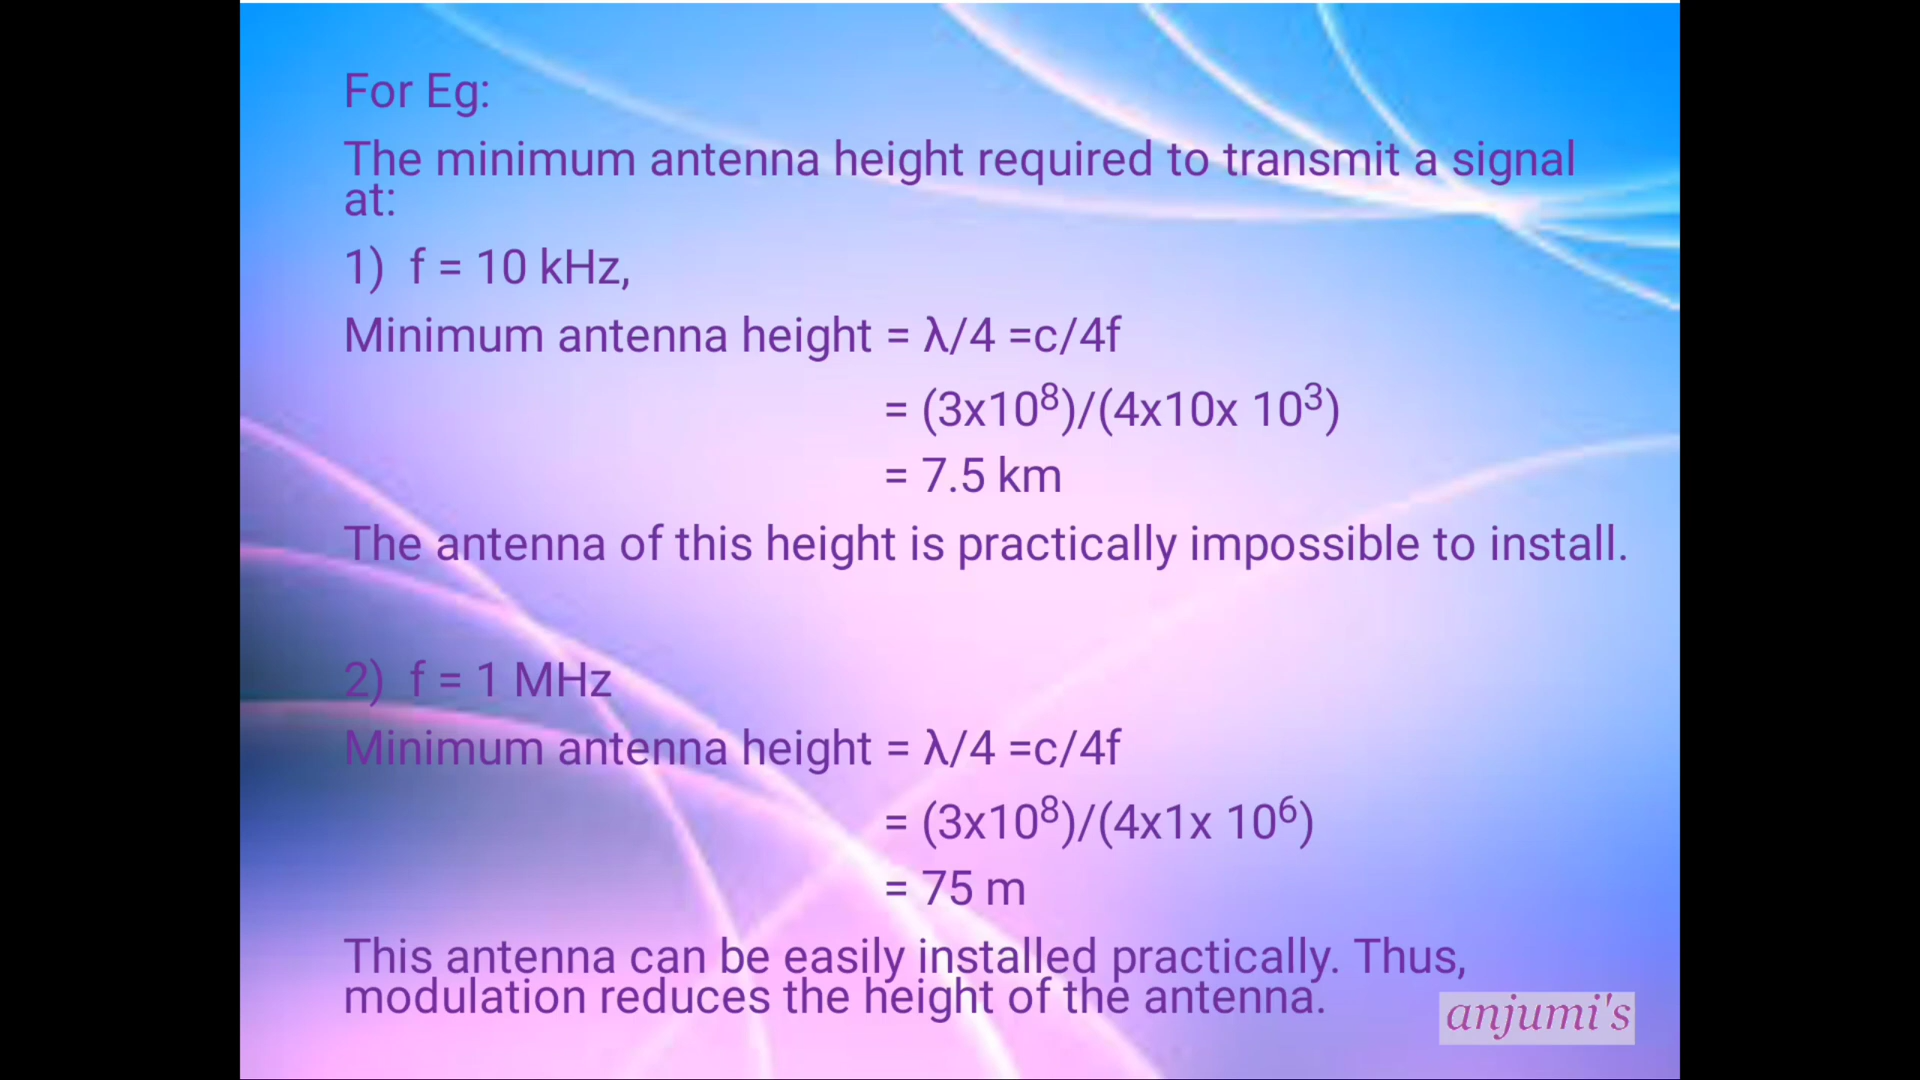 For Eg:
The minimum antenna height required to transmit a signal
at:
1) f = 10 kHz,
Minimum antenna height = λ/4 =c/4f
= (3x10⁸)/(4x10x 10³)
= 7.5 km
The antenna of this height is practically impossible to install.
2) f = 1 MHz
Minimum antenna height = λ/4 =c/4f
= (3x10⁸)/(4x1x 10⁶)
= 75 m
This antenna can be easily installed practically. Thus,
modulation reduces the height of the antenna.
anjumi's